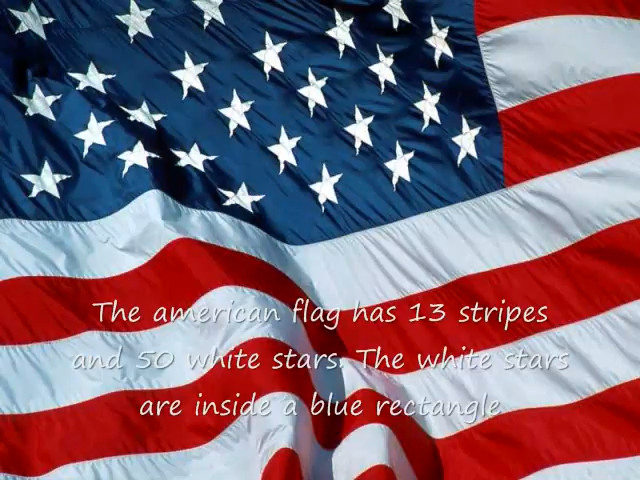 The american flag has 13 stripes
and 50 white stars. The white stars
are inside a blue rectangle